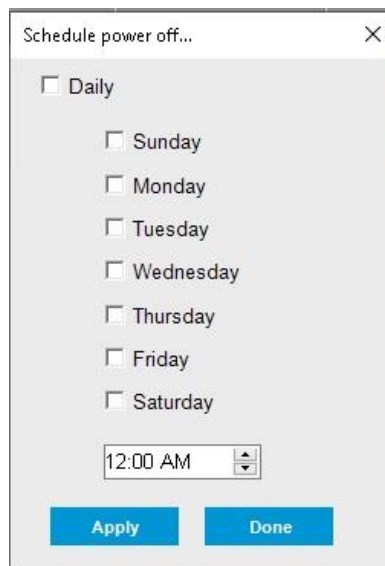 Schedule power off...
Daily
Sunday
Monday
Tuesday
Wednesday
Thursday
Friday
Saturday
12:00 AM
Apply Done